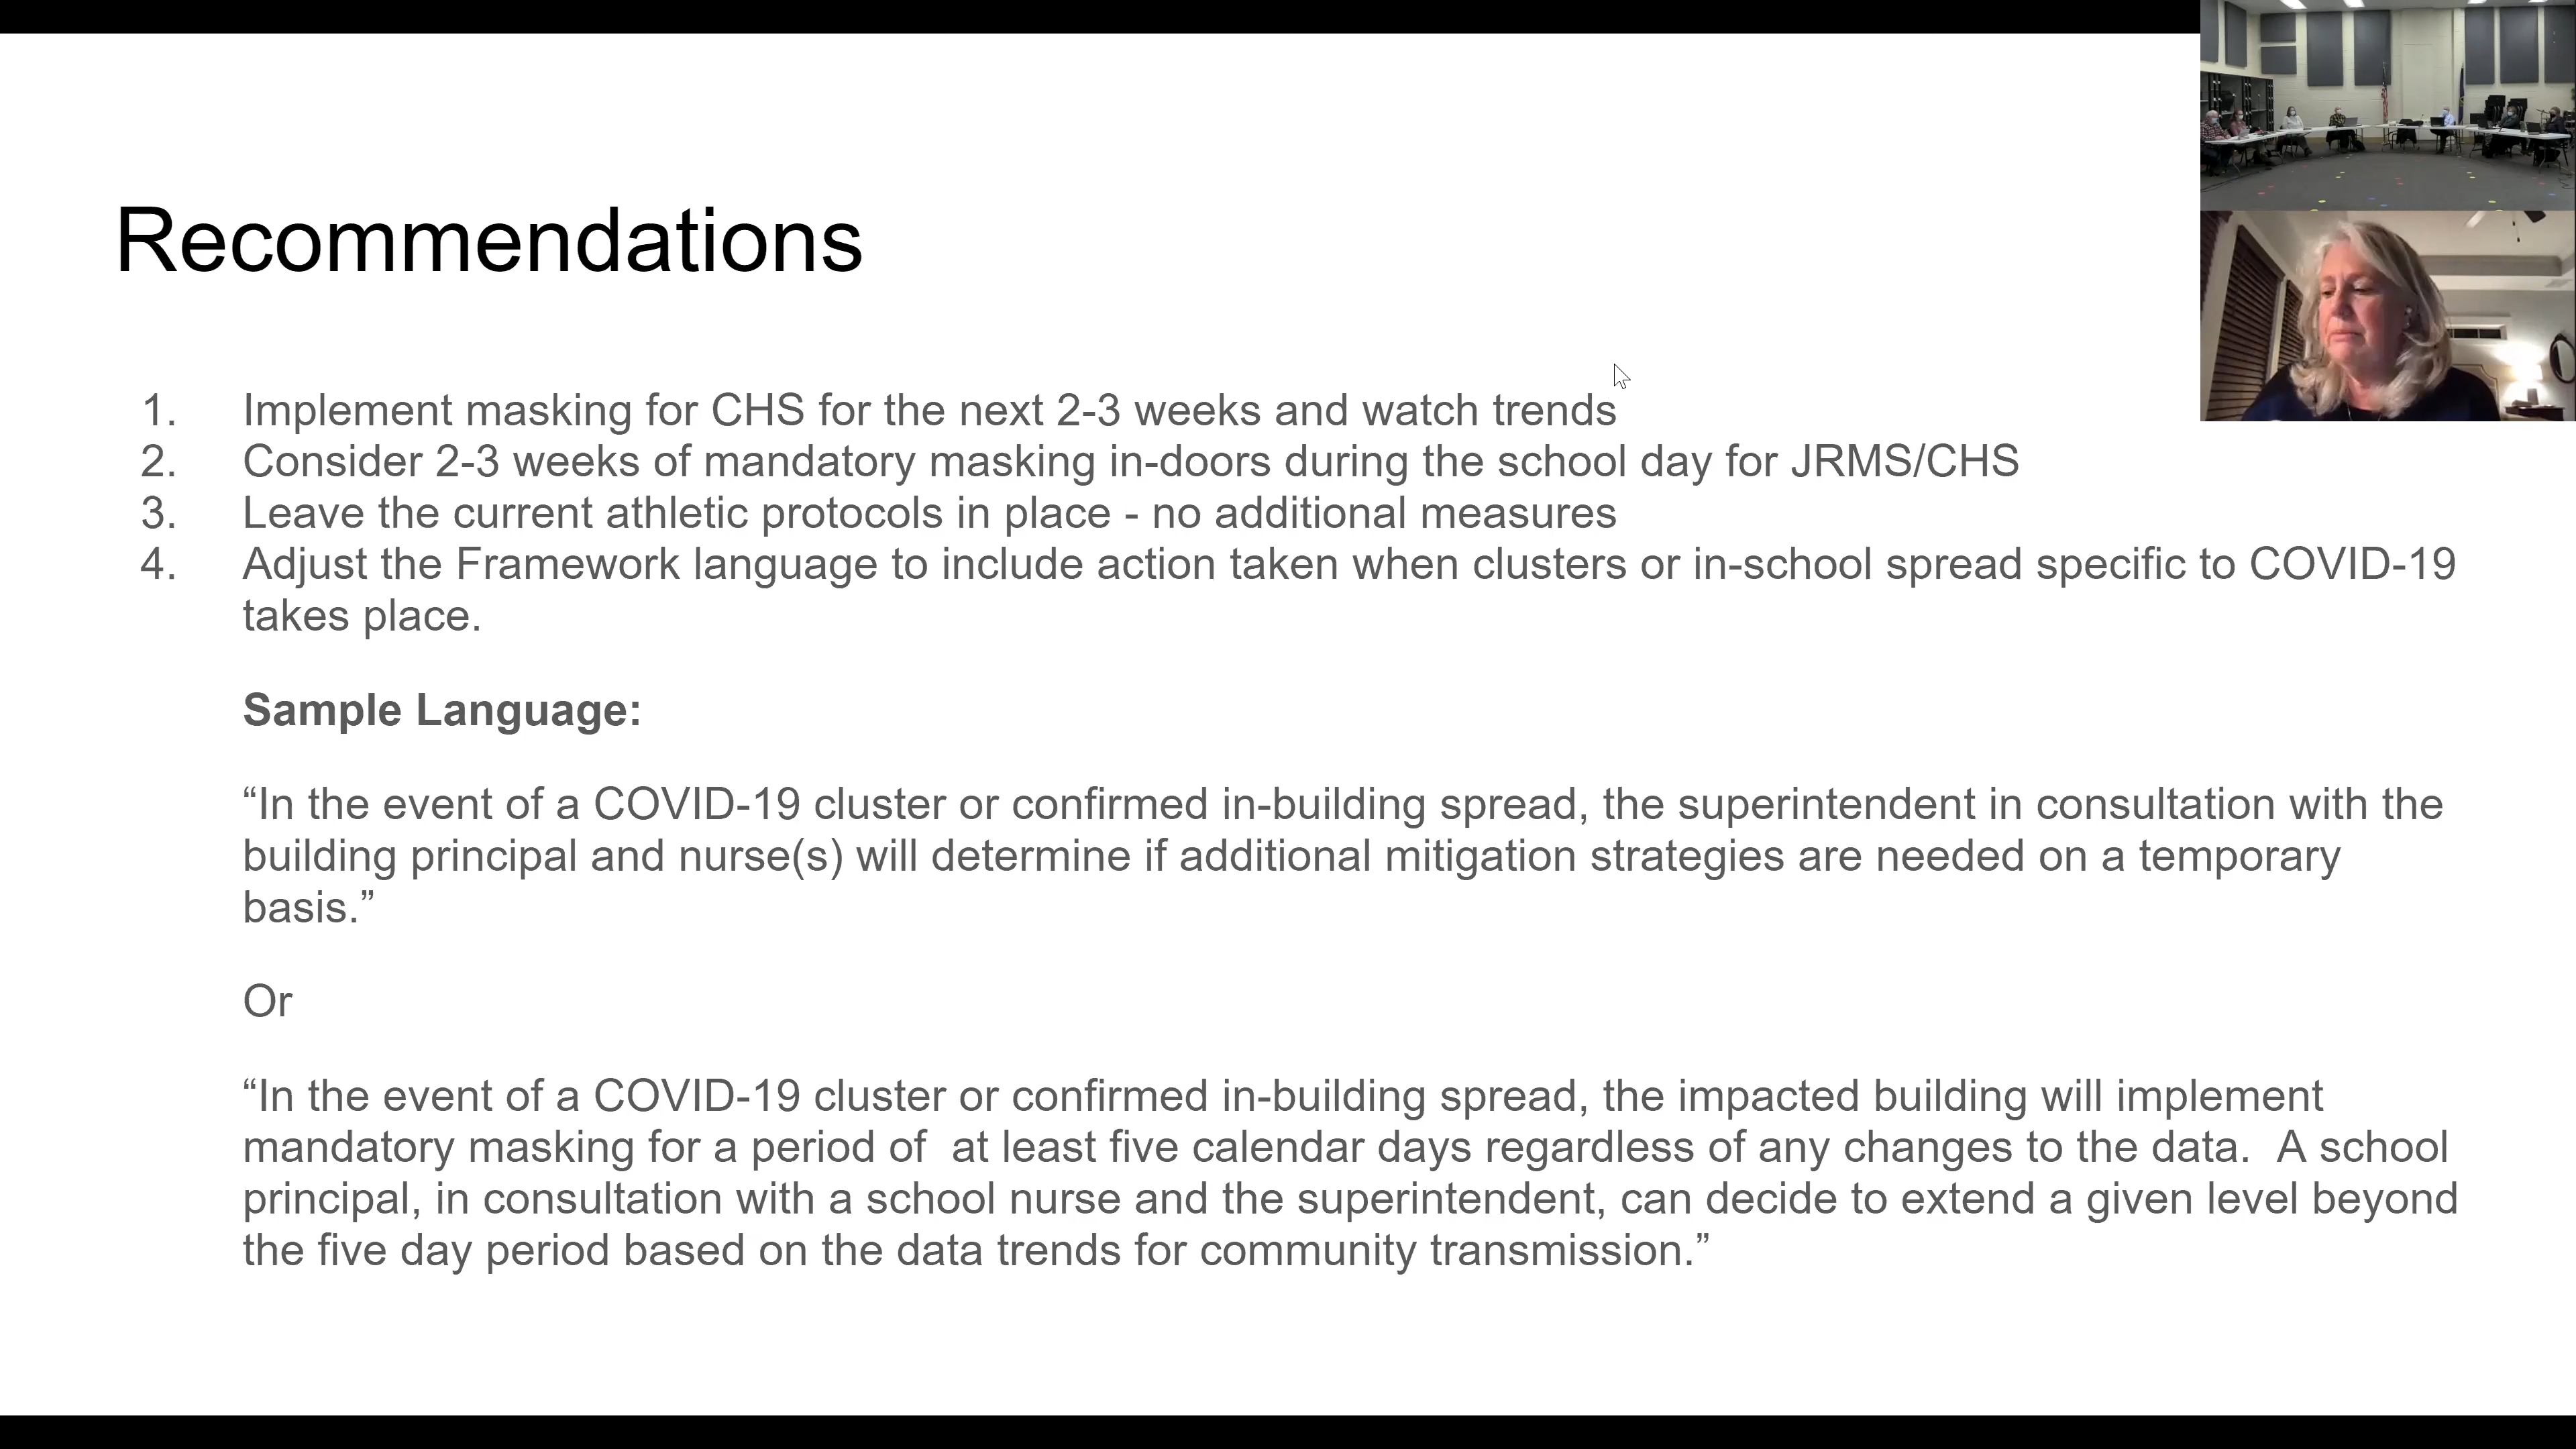 Recommendations
1. Implement masking for CHS for the next 2-3 weeks and watch trends
2. Consider 2-3 weeks of mandatory masking in-doors during the school day for JRMS/CHS
3. Leave the current athletic protocols in place - no additional measures
4. Adjust the Framework language to include action taken when clusters or in-school spread specific to COVID-19
takes place.
Sample Language:
“In the event of a COVID-19 cluster or confirmed in-building spread, the superintendent in consultation with the
building principal and nurse(s) will determine if additional mitigation strategies are needed on a temporary
basis.”
Or
“In the event of a COVID-19 cluster or confirmed in-building spread, the impacted building will implement
mandatory masking for a period of  at least five calendar days regardless of any changes to the data.  A school
principal, in consultation with a school nurse and the superintendent, can decide to extend a given level beyond
the five day period based on the data trends for community transmission.”